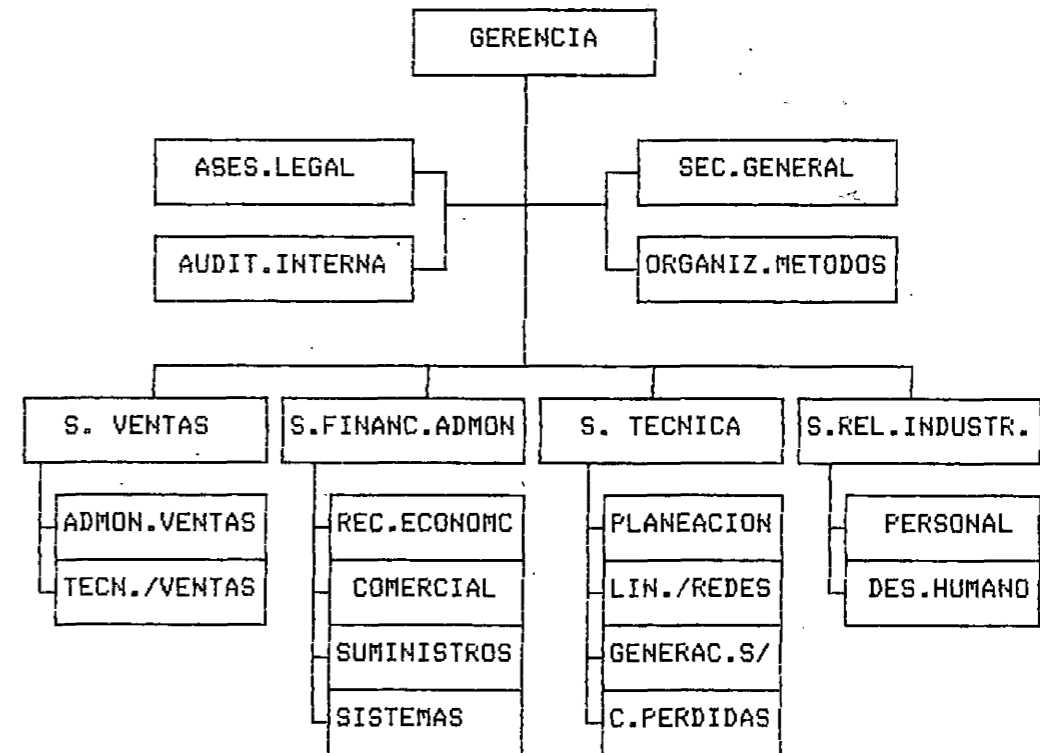 GERENCIA
ASES.LEGAL
SEC.GENERAL
AUDIT.INTERNA
ORGANIZ.METODOS
S. VENTAS
S.FINANC.ADMON
S. TECNICA
S.REL.INDUSTR.
ADMON.VENTAS
REC.ECONOMC
PLANEACION
PERSONAL
TECN./VENTAS
COMERCIAL
LIN./REDES
DES.HUMANO
SUMINISTROS
GENERAC.S/
SISTEMAS
C.PERDIDAS